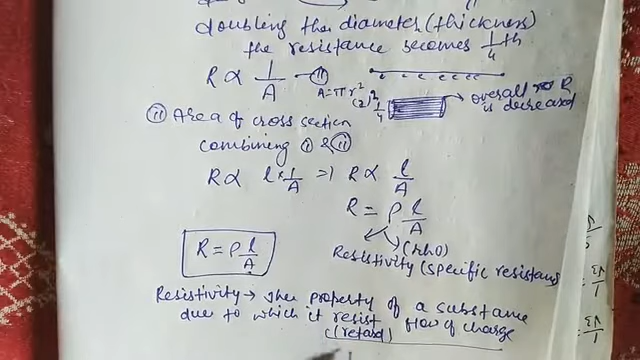 doubling the diameter (thickness)
the resistance becomes 1/4 th
R ∝ 1/A —(ii)
A=πr²
(2)²
1/4
→ overall R is decreased
(ii) Area of cross section
combining (i) & (ii)
R ∝ l × 1/A ⇒ R ∝ l/A
R = ρ l/A
(rho)
Resistivity (specific resistans
R = ρ l/A
Resistivity → The property of a substance
due to which it resist flow of charge
(retard)